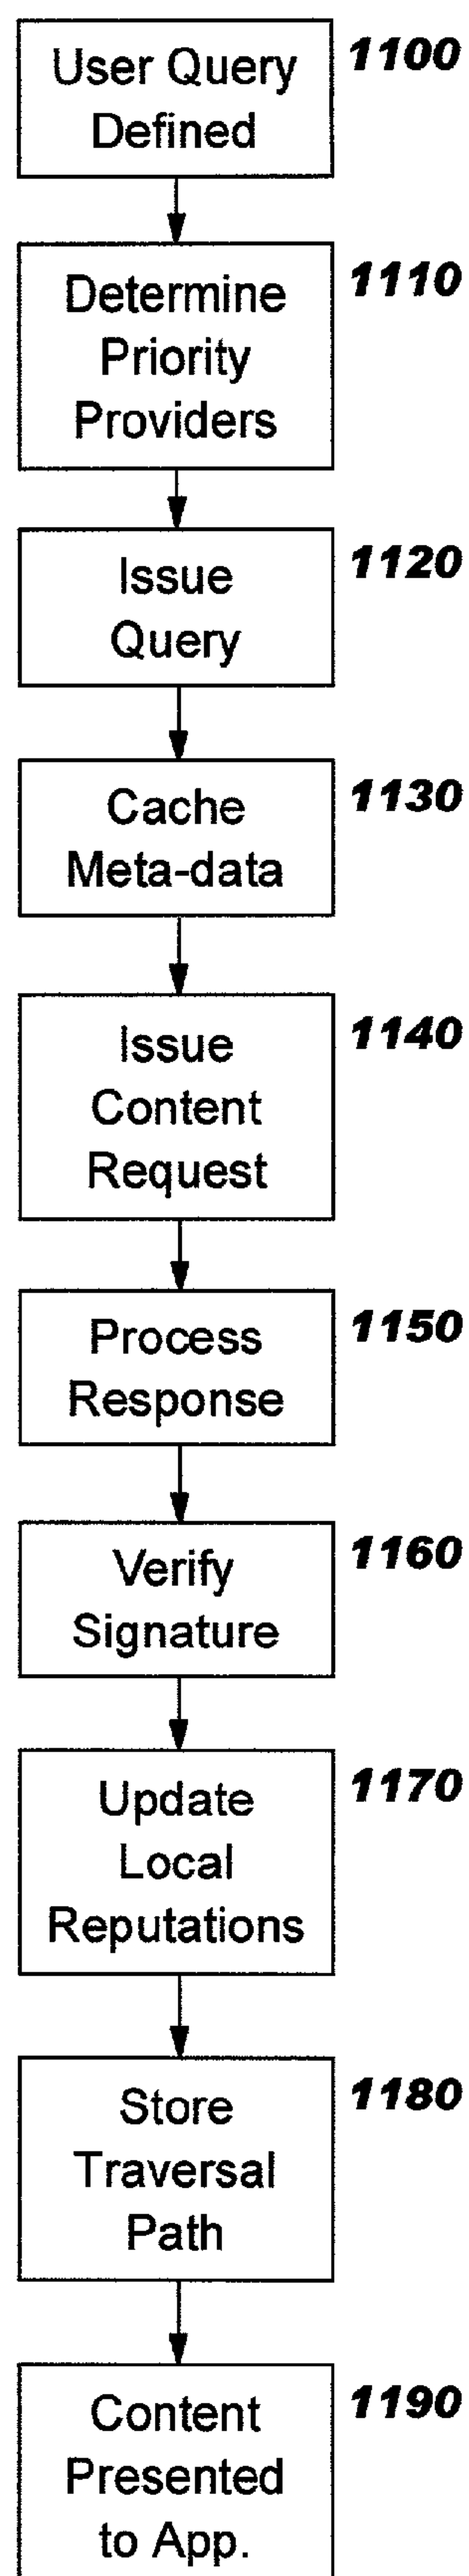 User Query 1100
Defined
Determine 1110
Priority
Providers
Issue 1120
Query
Cache 1130
Meta-data
Issue 1140
Content
Request
Process 1150
Response
Verify 1160
Signature
Update 1170
Local
Reputations
Store 1180
Traversal
Path
Content 1190
Presented
to App.